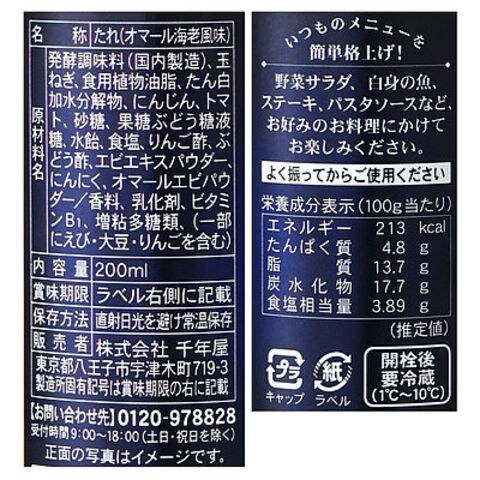 名称 たれ(オマール海老風味)
原材料名
発酵調味料(国内製造)、玉
ねぎ、食用植物油脂、たん白
加水分解物、にんじん、トマ
ト、砂糖、果糖ぶどう糖液
糖、水飴、食塩、りんご酢、ぶ
どう酢、エビエキスパウダー、
にんにく、オマールエビパウ
ダー/香料、乳化剤、ビタミ
ンB1、増粘多糖類、(一部
にえび・大豆・りんごを含む)
内容量 200ml
賞味期限 ラベル右側に記載
保存方法 直射日光を避け常温保存
販売者 株式会社 千年屋
東京都八王子市宇津木町719-3
製造所固有記号は賞味期限の右に記載
【お問い合わせ先】0120-978828
受付時間9:00~18:00(土日・祝日を除く)
正面の写真はイメージです。
いつものメニューを
簡単格上げ!
野菜サラダ、白身の魚、
ステーキ、パスタソースなど、
お好みのお料理にかけて
お楽しみください。
よく振ってからご使用ください
栄養成分表示(100g当たり)
エネルギー 213 kcal
たんぱく質 4.8 g
脂質 13.7 g
炭水化物 17.7 g
食塩相当量 3.89 g
(推定値)
プラ
キャップ
紙
ラベル
開栓後
要冷蔵
(1℃~10℃)